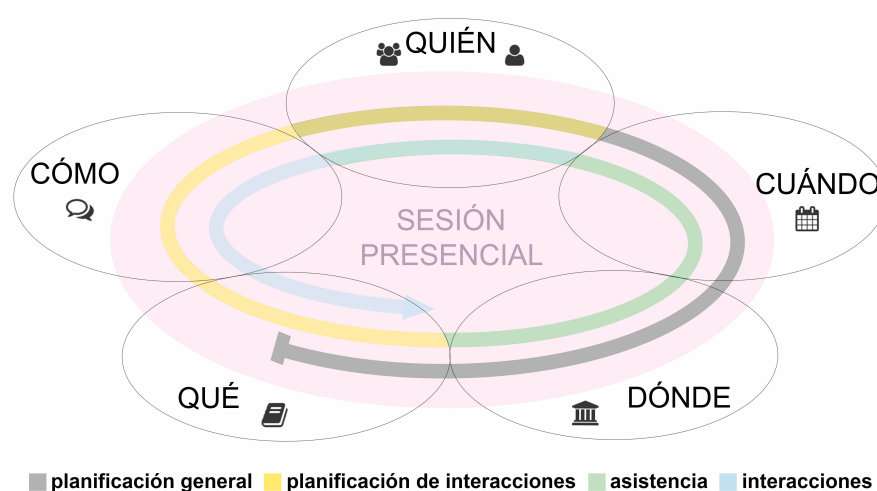 QUIÉN
CÓMO
CUÁNDO
SESIÓN
PRESENCIAL
QUÉ
DÓNDE
planificación general planificación de interacciones asistencia interacciones